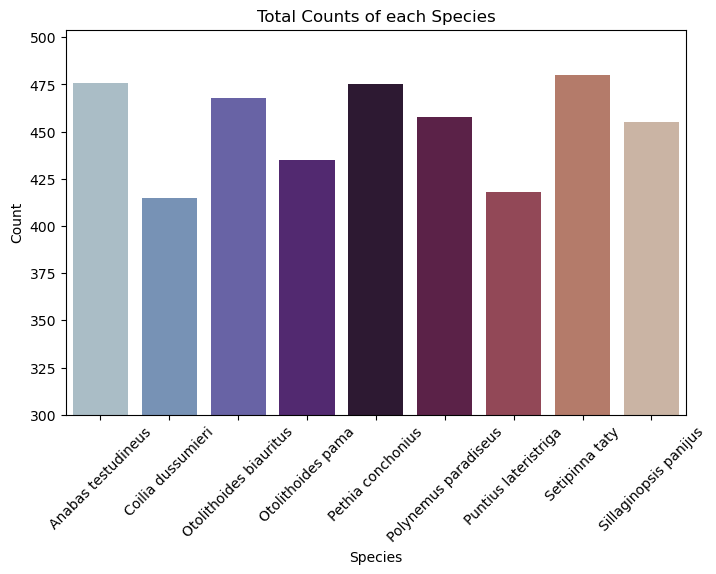 Total Counts of each Species
500
475
450
425
400
375
350
325
300
Count
Anabas testudineus
Coilia dussumieri
Otolithoides biauritus
Otolithoides pama
Pethia conchonius
Polynemus paradiseus
Puntius lateristriga
Setipinna taty
Sillaginopsis panijus
Species